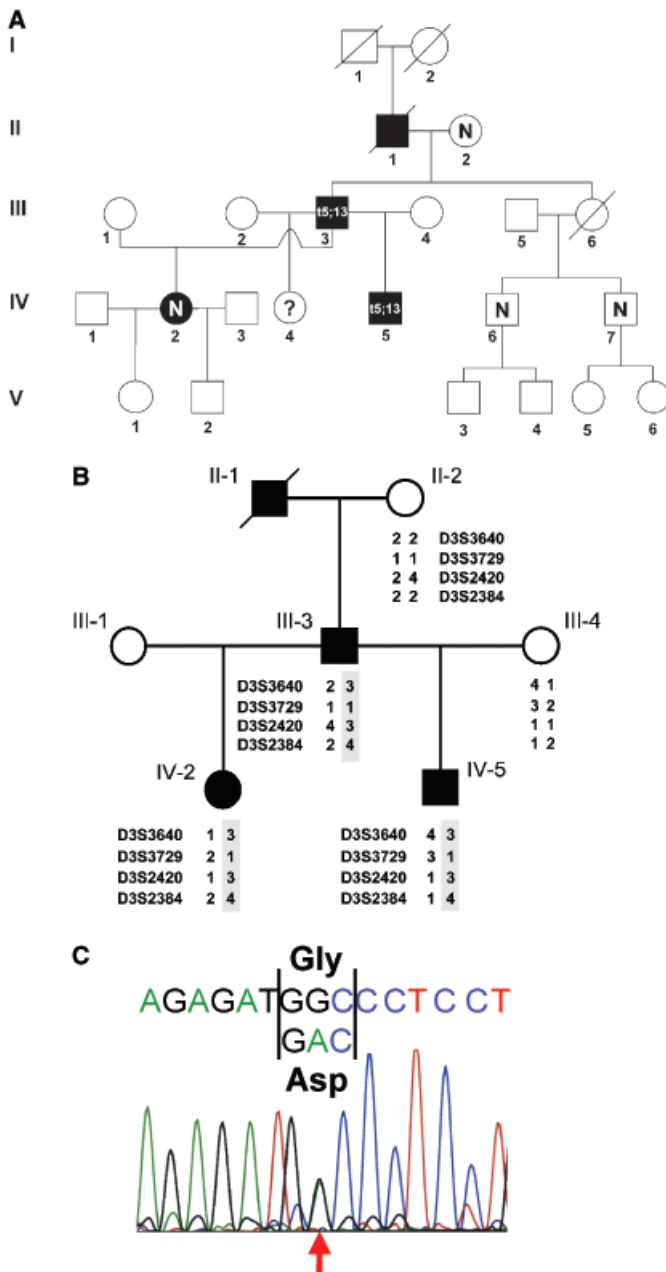 A
I
1 2
II
N
1 2
III
t5;13
1 2 3 4 5 6
IV
N ? t5;13 N N
1 2 3 4 5 6 7
V
1 2 3 4 5 6
B
II-1 II-2
2 2 D3S3640
1 1 D3S3729
2 4 D3S2420
2 2 D3S2384
III-1 III-3 III-4
D3S3640 2 3 4 1
D3S3729 1 1 3 2
D3S2420 4 3 1 1
D3S2384 2 4 1 2
IV-2 IV-5
D3S3640 1 3 D3S3640 4 3
D3S3729 2 1 D3S3729 3 1
D3S2420 1 3 D3S2420 1 3
D3S2384 2 4 D3S2384 1 4
C
Gly
AGAGATGGCCCTCCT
GAC
Asp